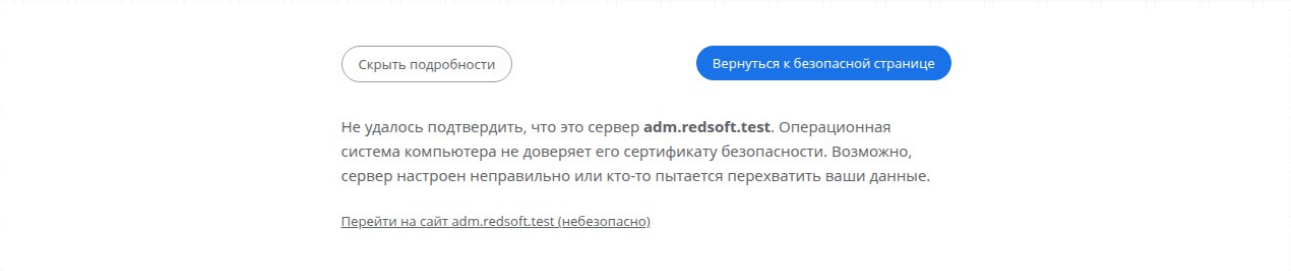 Скрыть подробности
Вернуться к безопасной странице
Не удалось подтвердить, что это сервер adm.redsoft.test. Операционная
система компьютера не доверяет его сертификату безопасности. Возможно,
сервер настроен неправильно или кто-то пытается перехватить ваши данные.
Перейти на сайт adm.redsoft.test (небезопасно)